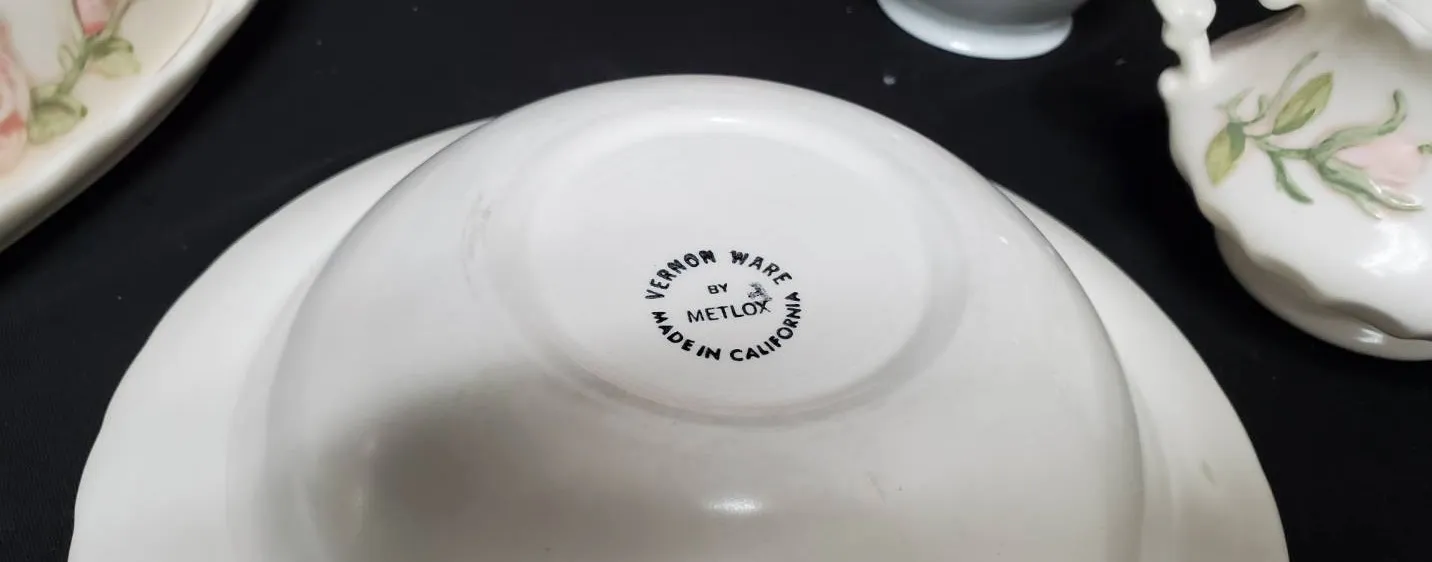 VERNON WARE
BY
METLOX
MADE IN CALIFORNIA